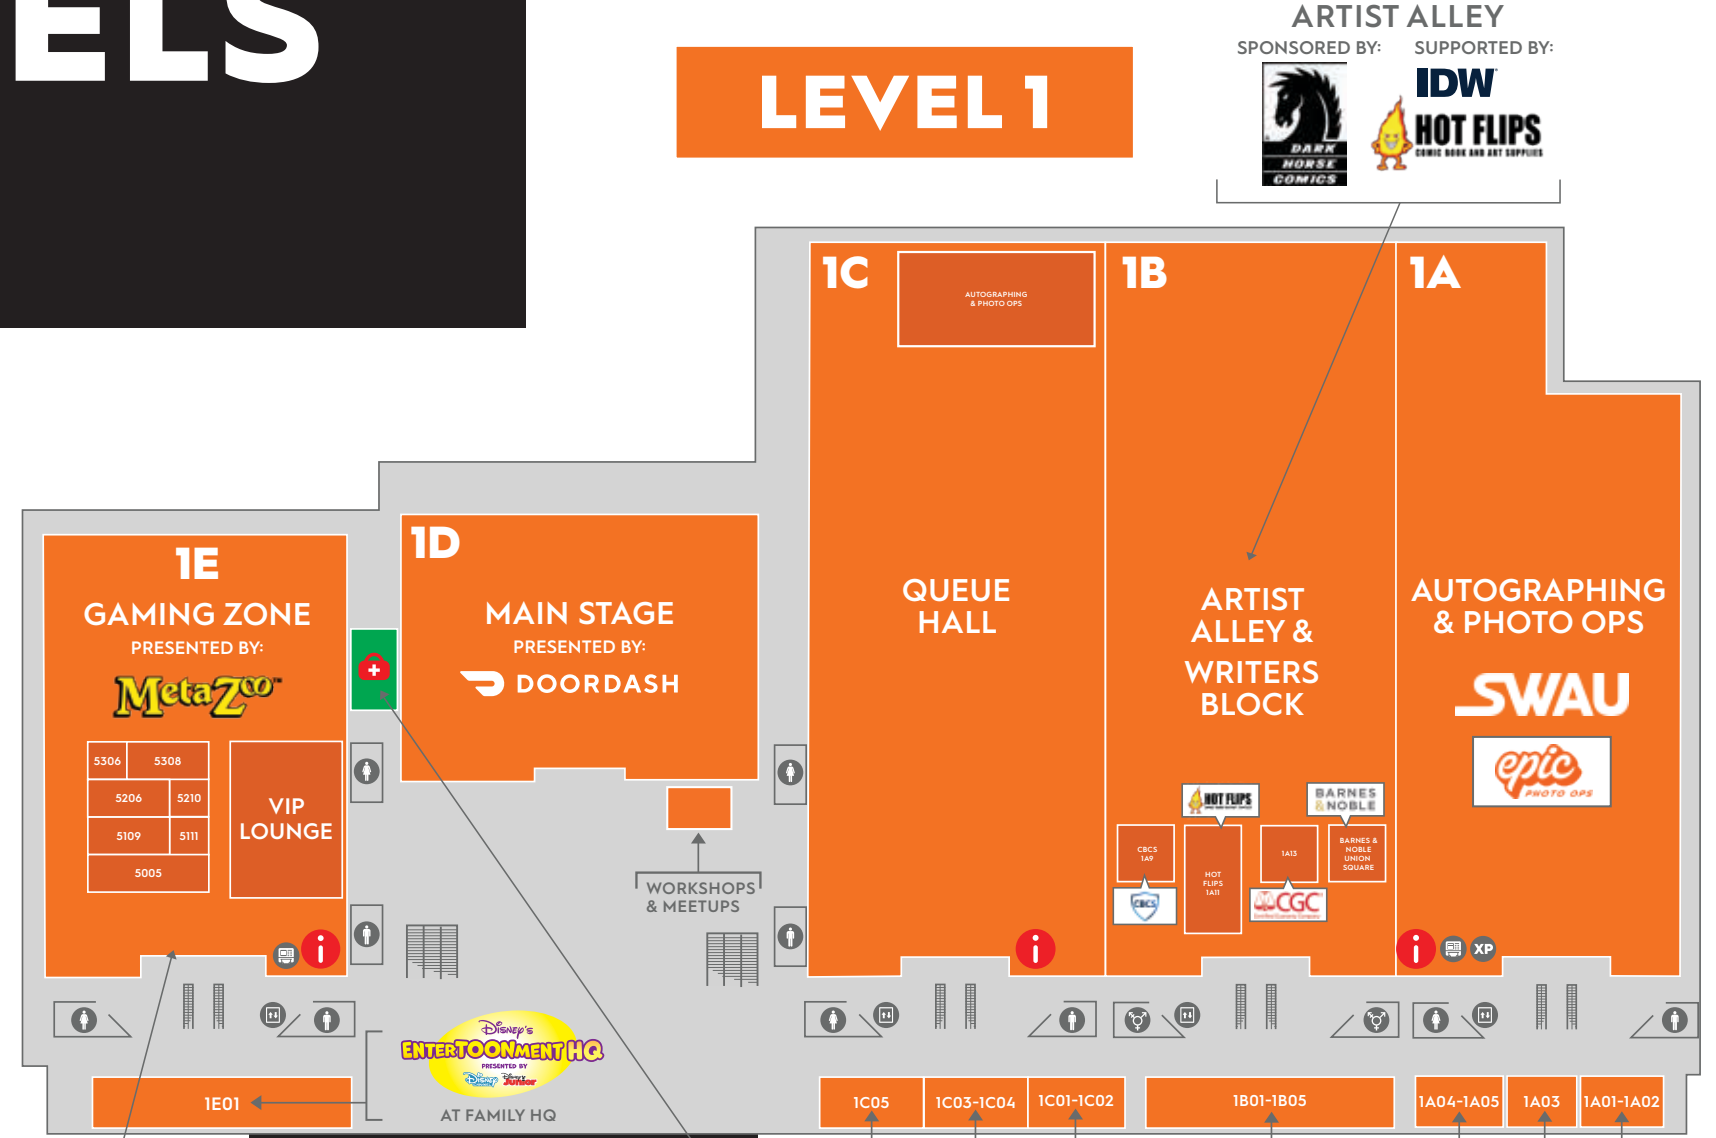 ELS
LEVEL 1
ARTIST ALLEY
SPONSORED BY:
SUPPORTED BY:
DARK
HORSE
COMICS
IDW
HOT FLIPS
COMIC BOOK AND ART SUPPLIES
1C
AUTOGRAPHING
& PHOTO OPS
QUEUE
HALL
1B
ARTIST
ALLEY &
WRITERS
BLOCK
HOT FLIPS
BARNES
&NOBLE
CBCS
1A9
HOT
FLIPS
1A11
1A13
BARNES &
NOBLE
UNION
SQUARE
CBCS
CGC
1A
AUTOGRAPHING
& PHOTO OPS
SWAU
epic
PHOTO OPS
XP
1E
GAMING ZONE
PRESENTED BY:
MetaZoo™
5306
5308
5206
5210
5109
5111
5005
VIP
LOUNGE
1D
MAIN STAGE
PRESENTED BY:
DOORDASH
WORKSHOPS
& MEETUPS
i
i
i
DISNEY'S
ENTERTOONMENT HQ
PRESENTED BY
Disney
Disney Junior
AT FAMILY HQ
1E01
1C05
1C03-1C04
1C01-1C02
1B01-1B05
1A04-1A05
1A03
1A01-1A02